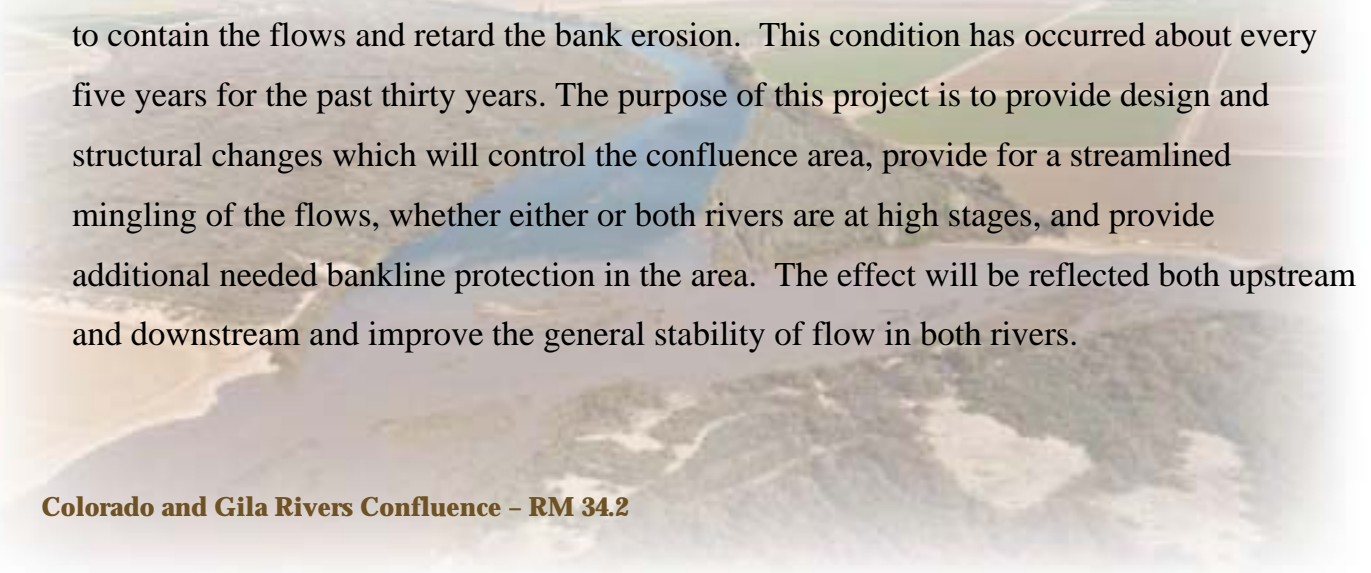 to contain the flows and retard the bank erosion.  This condition has occurred about every
five years for the past thirty years. The purpose of this project is to provide design and
structural changes which will control the confluence area, provide for a streamlined
mingling of the flows, whether either or both rivers are at high stages, and provide
additional needed bankline protection in the area.  The effect will be reflected both upstream
and downstream and improve the general stability of flow in both rivers.
Colorado and Gila Rivers Confluence – RM 34.2